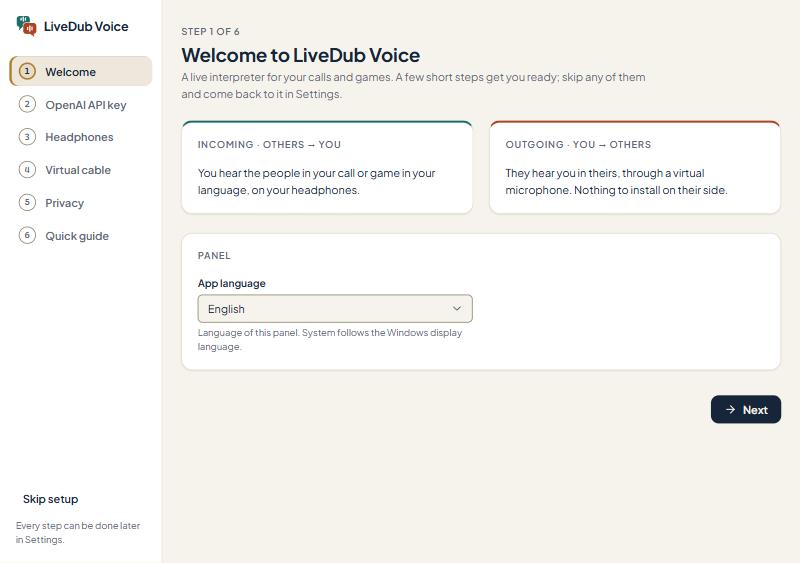 LiveDub Voice
1 Welcome
2 OpenAI API key
3 Headphones
4 Virtual cable
5 Privacy
6 Quick guide
Skip setup
Every step can be done later
in Settings.
STEP 1 OF 6
Welcome to LiveDub Voice
A live interpreter for your calls and games. A few short steps get you ready; skip any of them
and come back to it in Settings.
INCOMING · OTHERS → YOU
You hear the people in your call or game in your
language, on your headphones.
OUTGOING · YOU → OTHERS
They hear you in theirs, through a virtual
microphone. Nothing to install on their side.
PANEL
App language
English
Language of this panel. System follows the Windows display
language.
→ Next